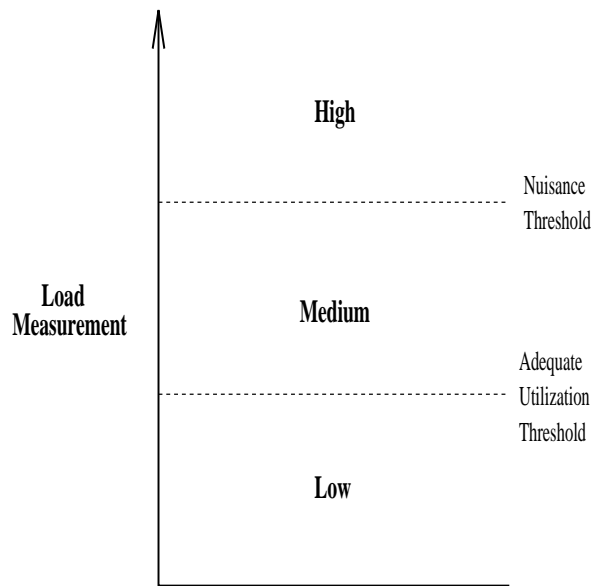 High
Nuisance
Threshold
Load
Measurement
Medium
Adequate
Utilization
Threshold
Low